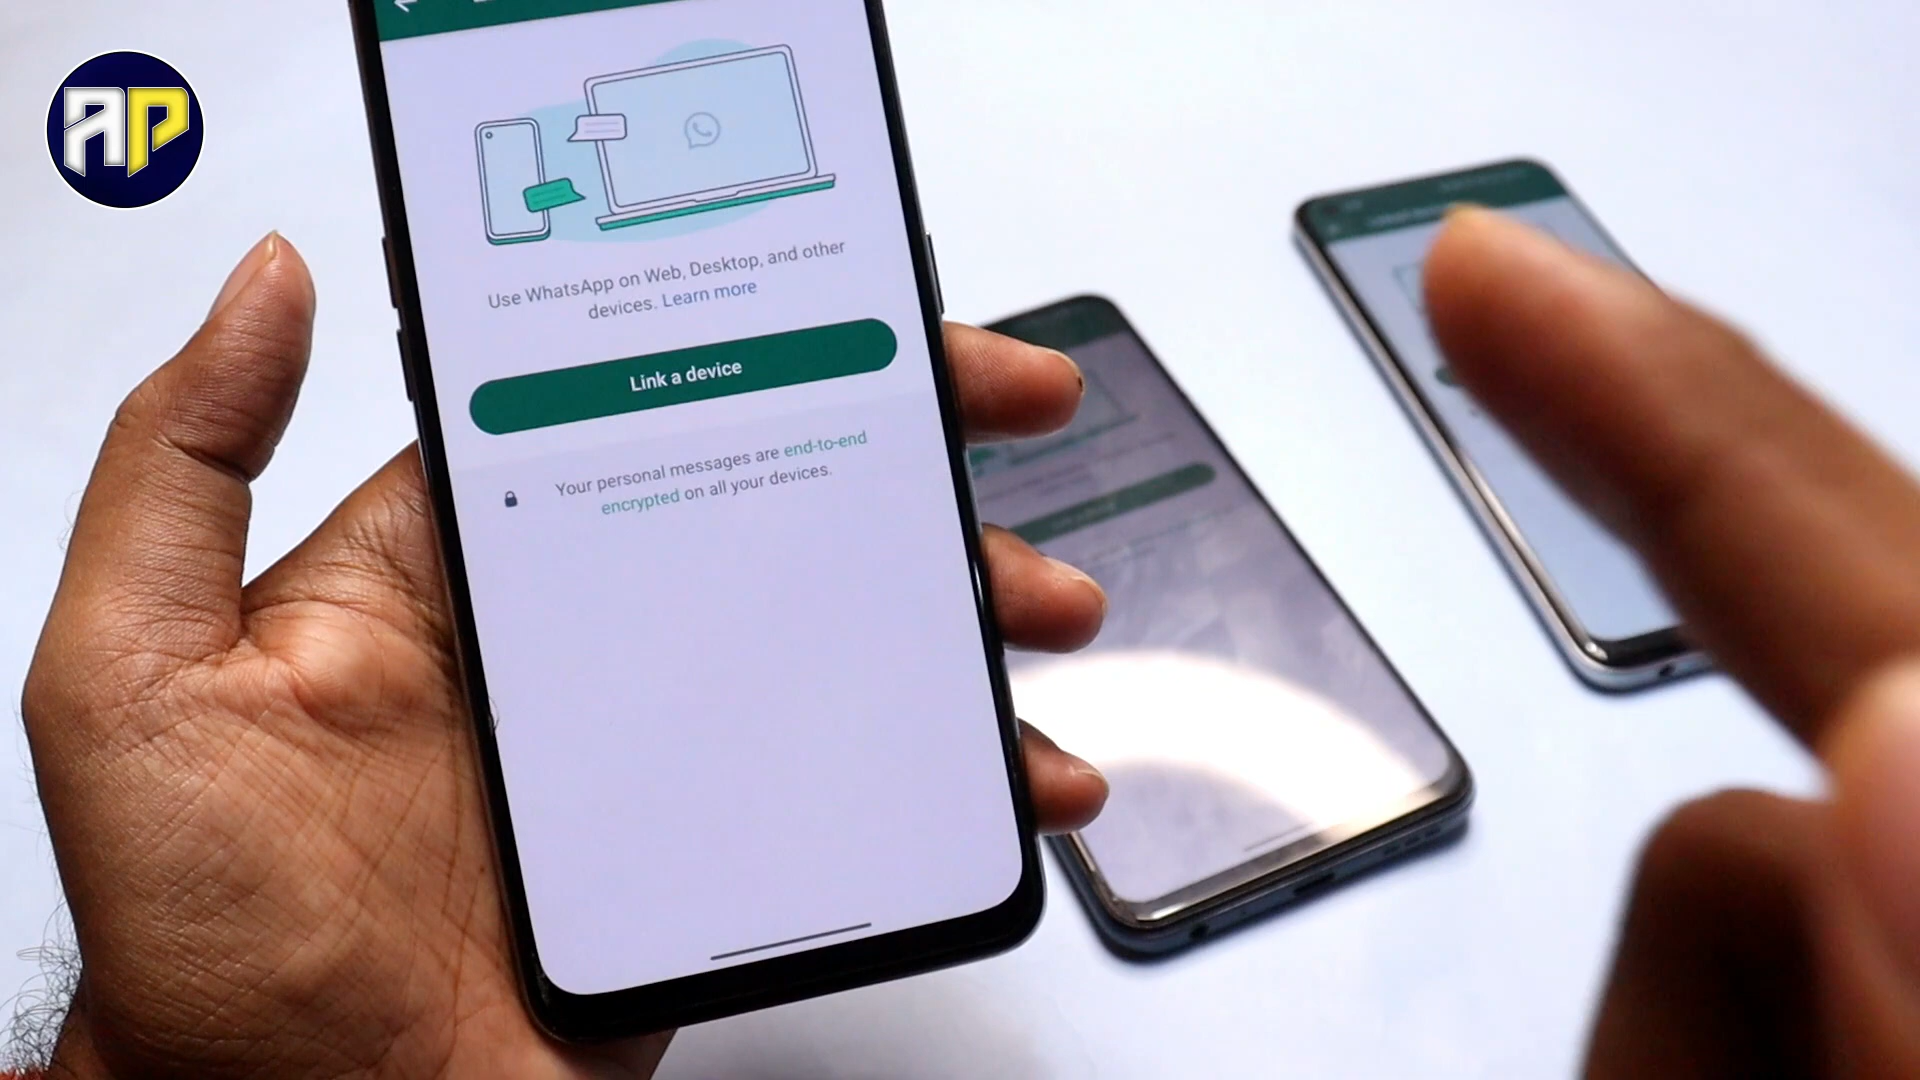 AP
Use WhatsApp on Web, Desktop, and other
devices. Learn more
Link a device
Your personal messages are end-to-end
encrypted on all your devices.